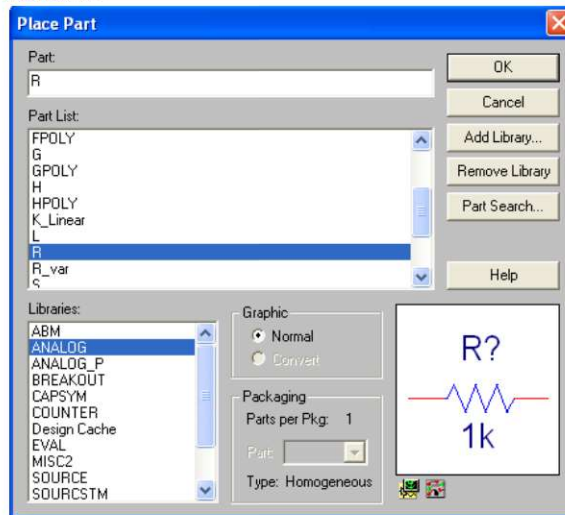 Place Part
Part:
R
OK
Cancel
Part List:
FPOLY
G
GPOLY
H
HPOLY
K_Linear
L
R
R_var
S
Add Library...
Remove Library
Part Search...
Help
Libraries:
ABM
ANALOG
ANALOG_P
BREAKOUT
CAPSYM
COUNTER
Design Cache
EVAL
MISC2
SOURCE
SOURCSTM
Graphic
Normal
Convert
Packaging
Parts per Pkg: 1
Part:
Type: Homogeneous
R?
1k